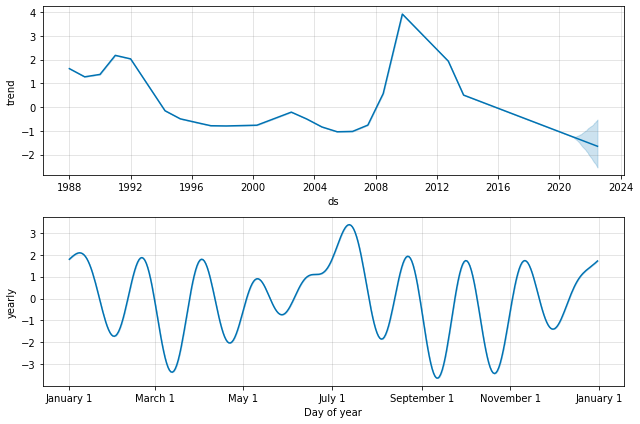 4
3
2
1
0
−1
−2
trend
1988 1992 1996 2000 2004 2008 2012 2016 2020 2024
ds
3
2
1
0
−1
−2
−3
yearly
January 1 March 1 May 1 July 1 September 1 November 1 January 1
Day of year